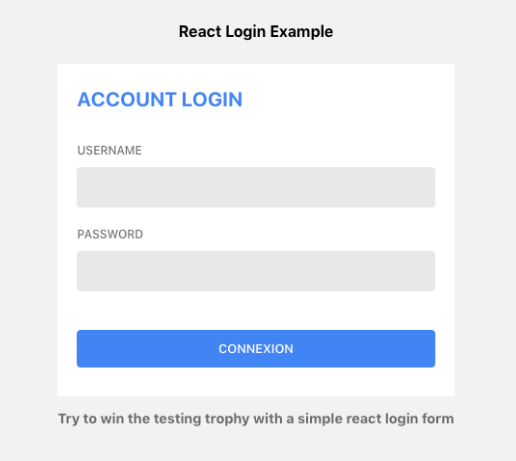 React Login Example
ACCOUNT LOGIN
USERNAME
PASSWORD
CONNEXION
Try to win the testing trophy with a simple react login form